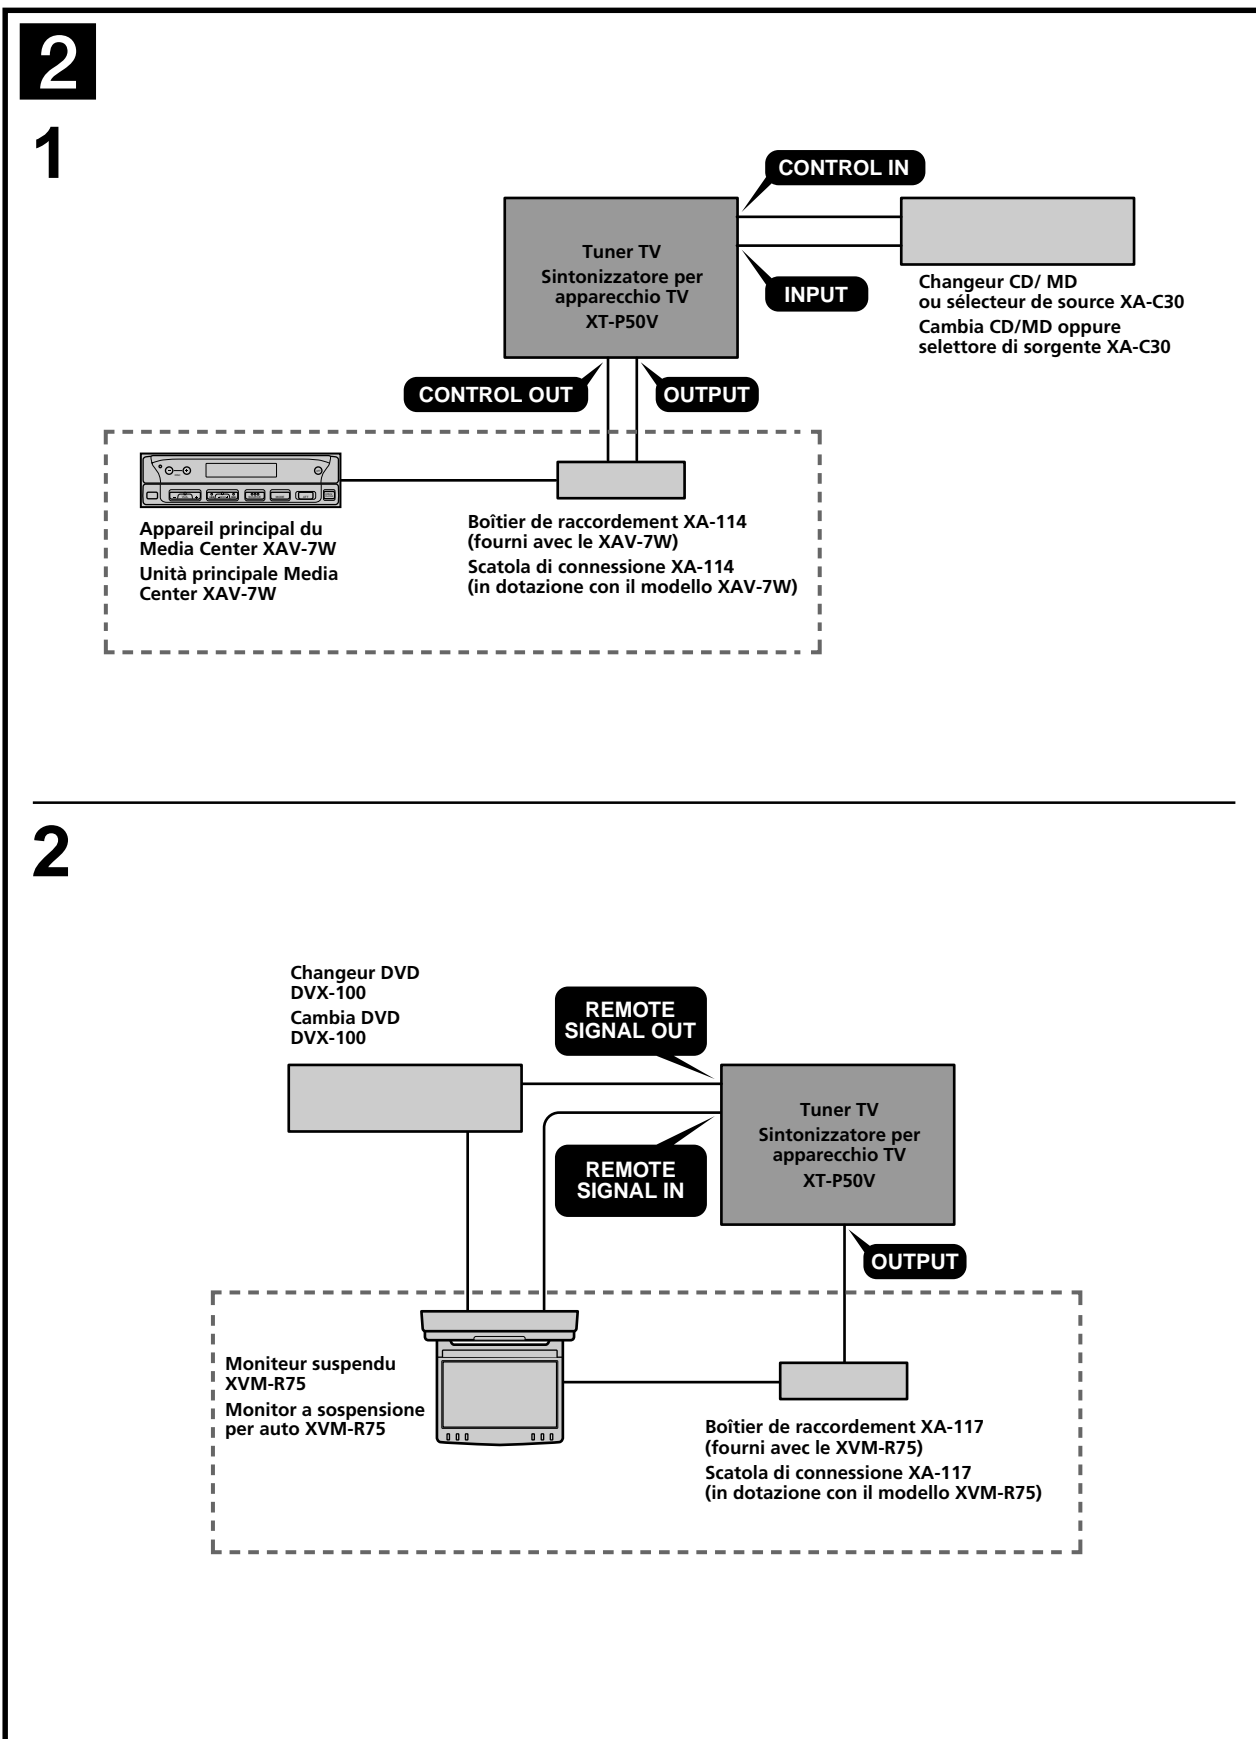 2
1
CONTROL IN
Tuner TV
Sintonizzatore per
apparecchio TV
XT-P50V
INPUT
Changeur CD/ MD
ou sélecteur de source XA-C30
Cambia CD/MD oppure
selettore di sorgente XA-C30
CONTROL OUT
OUTPUT
Appareil principal du
Media Center XAV-7W
Unità principale Media
Center XAV-7W
Boîtier de raccordement XA-114
(fourni avec le XAV-7W)
Scatola di connessione XA-114
(in dotazione con il modello XAV-7W)
2
Changeur DVD
DVX-100
Cambia DVD
DVX-100
REMOTE
SIGNAL OUT
Tuner TV
Sintonizzatore per
apparecchio TV
XT-P50V
REMOTE
SIGNAL IN
OUTPUT
Moniteur suspendu
XVM-R75
Monitor a sospensione
per auto XVM-R75
Boîtier de raccordement XA-117
(fourni avec le XVM-R75)
Scatola di connessione XA-117
(in dotazione con il modello XVM-R75)